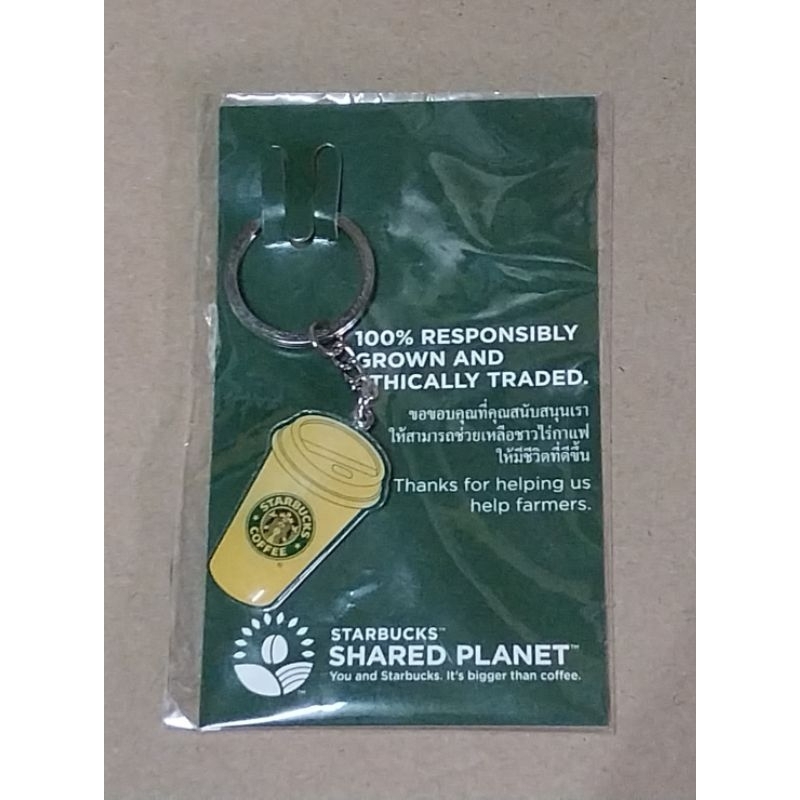 100% RESPONSIBLY
GROWN AND
ETHICALLY TRADED.
ขอขอบคุณที่คุณสนับสนุนเรา
ให้สามารถช่วยเหลือชาวไร่กาแฟ
ให้มีชีวิตที่ดีขึ้น
Thanks for helping us
help farmers.
STARBUCKS
COFFEE
®
STARBUCKS™
SHARED PLANET™
You and Starbucks. It's bigger than coffee.
™